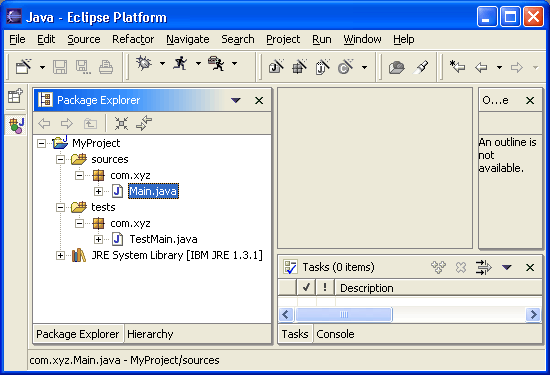 Java - Eclipse Platform
File Edit Source Refactor Navigate Search Project Run Window Help
Package Explorer
O...e
MyProject
An outline is
not
available.
sources
com.xyz
Main.java
tests
com.xyz
TestMain.java
JRE System Library [IBM JRE 1.3.1]
Tasks (0 items)
✓ ! Description
Package Explorer Hierarchy
Tasks Console
com.xyz.Main.java - MyProject/sources